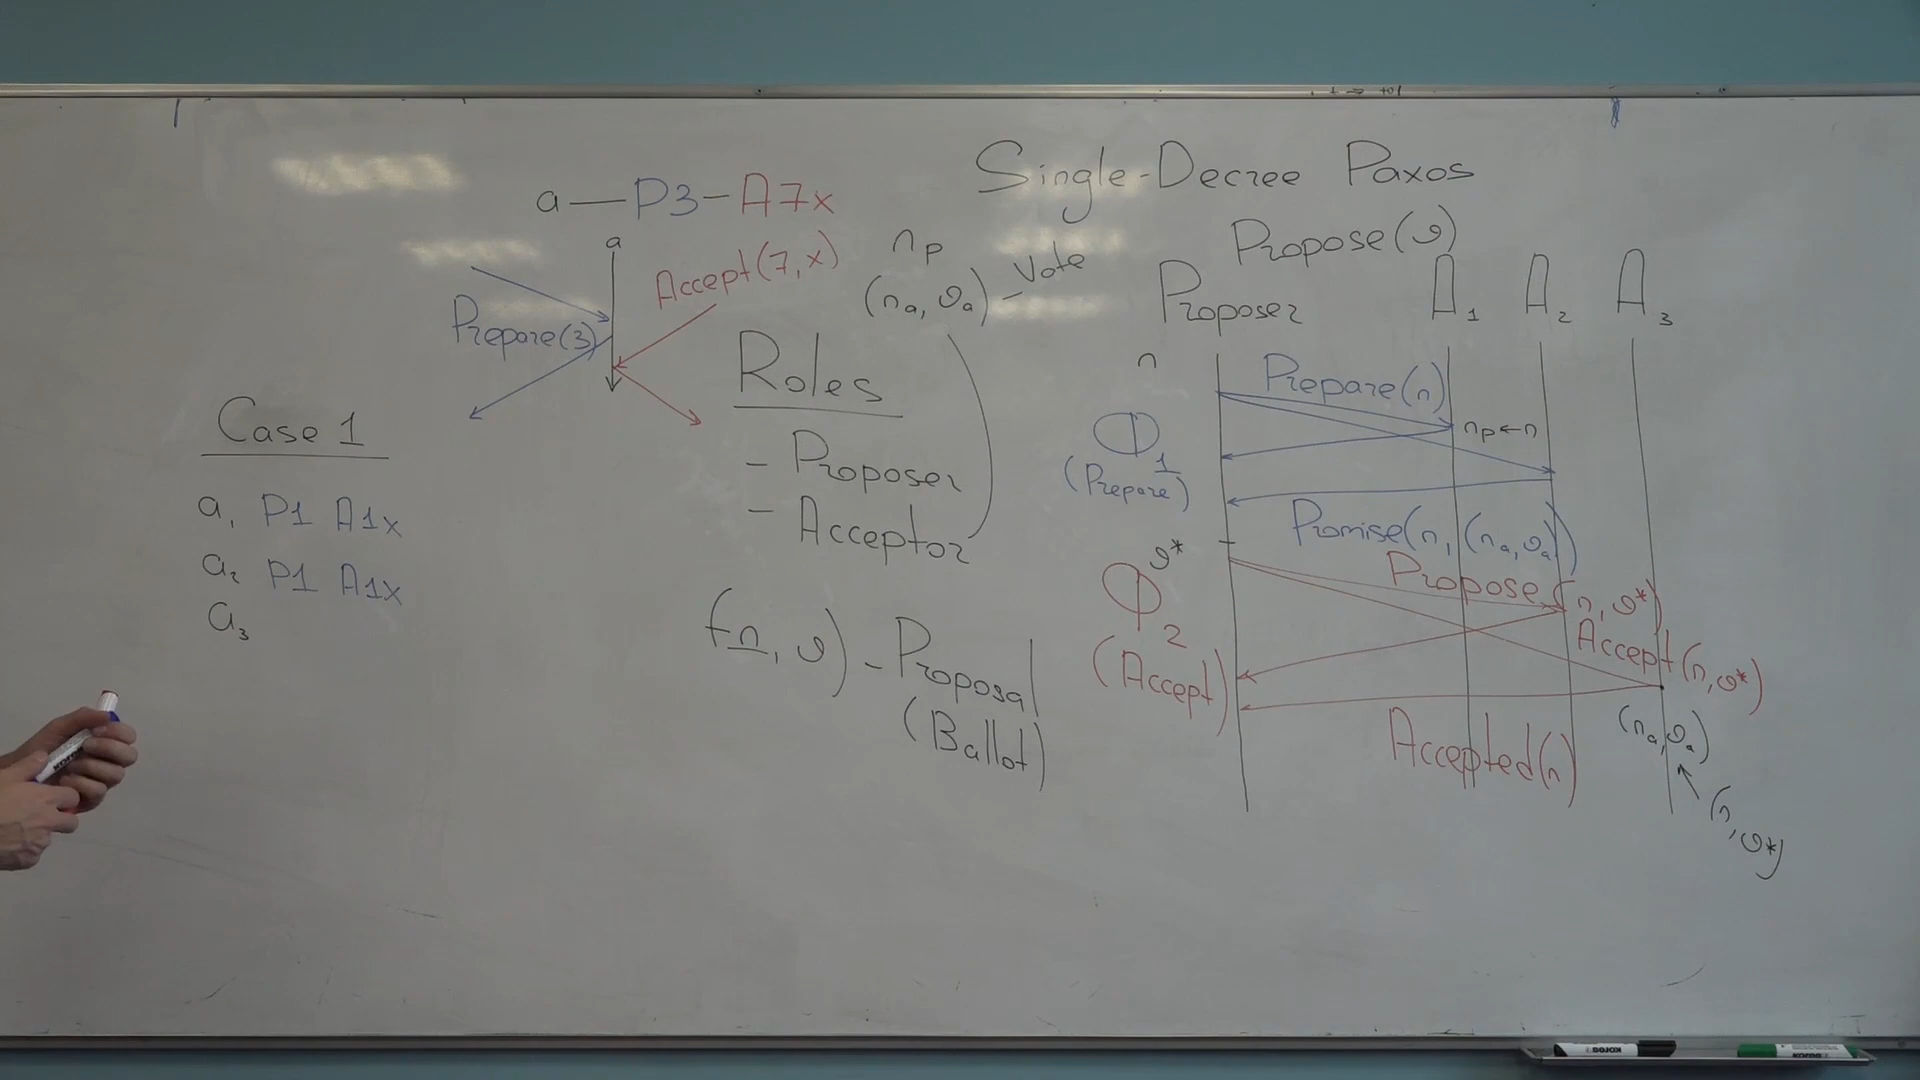 Single-Decree Paxos
a — P3 — A7x
a
Accept(7, x)
Prepare(3)
n_p
(n_a, v_a) – Vote
Roles
– Proposer
– Acceptor
(n, v) – Proposal
(Ballot)
Case 1
a₁ P1 A1x
a₂ P1 A1x
a₃
Propose(v)
Proposer A₁ A₂ A₃
n
Prepare(n)
Φ₁
(Prepare)
n_p ← n
Promise(n, (n_a, v_a))
v*
Φ₂
(Accept)
Propose(n, v*)
Accept(n, v*)
Accepted(n)
(n_a, v_a)
(n, v*)